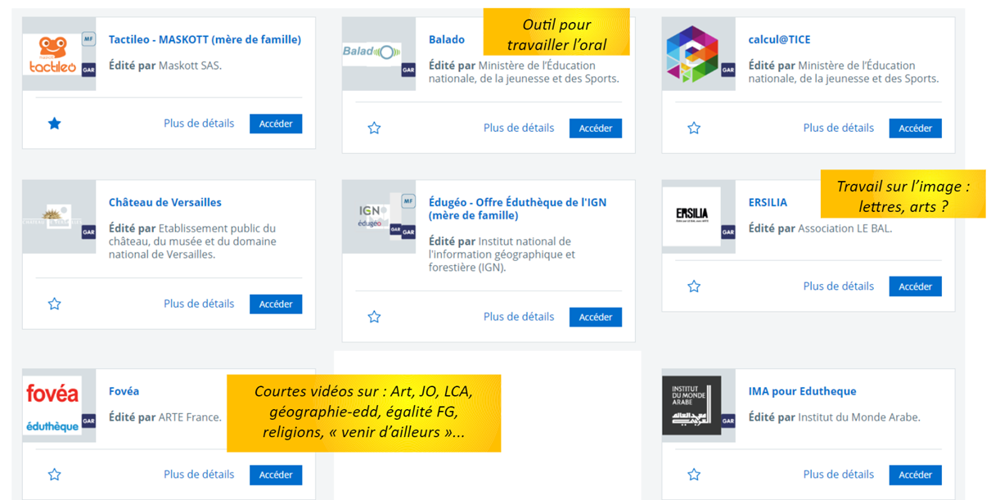 MF
tactileo
GAR
Tactileo - MASKOTT (mère de famille)
Édité par Maskott SAS.
Plus de détails
Accéder
Balado
GAR
Balado
Outil pour
travailler l’oral
Édité par Ministère de l’Éducation
nationale, de la jeunesse et des Sports.
Plus de détails
Accéder
GAR
calcul@TICE
Édité par Ministère de l’Éducation
nationale, de la jeunesse et des Sports.
Plus de détails
Accéder
GAR
Château de Versailles
Édité par Etablissement public du
château, du musée et du domaine
national de Versailles.
Plus de détails
Accéder
MF
IGN
édugéo
GAR
GAR
Édugéo - Offre Éduthèque de l'IGN
(mère de famille)
Édité par Institut national de
l'information géographique et
forestière (IGN).
Plus de détails
Accéder
ERSILIA
GAR
ERSILIA
Travail sur l’image :
lettres, arts ?
Édité par Association LE BAL.
Plus de détails
Accéder
fovéa
éduthèque
GAR
Fovéa
Édité par ARTE France.
Courtes vidéos sur : Art, JO, LCA,
géographie-edd, égalité FG,
religions, « venir d’ailleurs »...
Plus de détails
Accéder
INSTITUT
DU MONDE
ARABE
معهد العالم
العربي
GAR
IMA pour Edutheque
Édité par Institut du Monde Arabe.
Plus de détails
Accéder